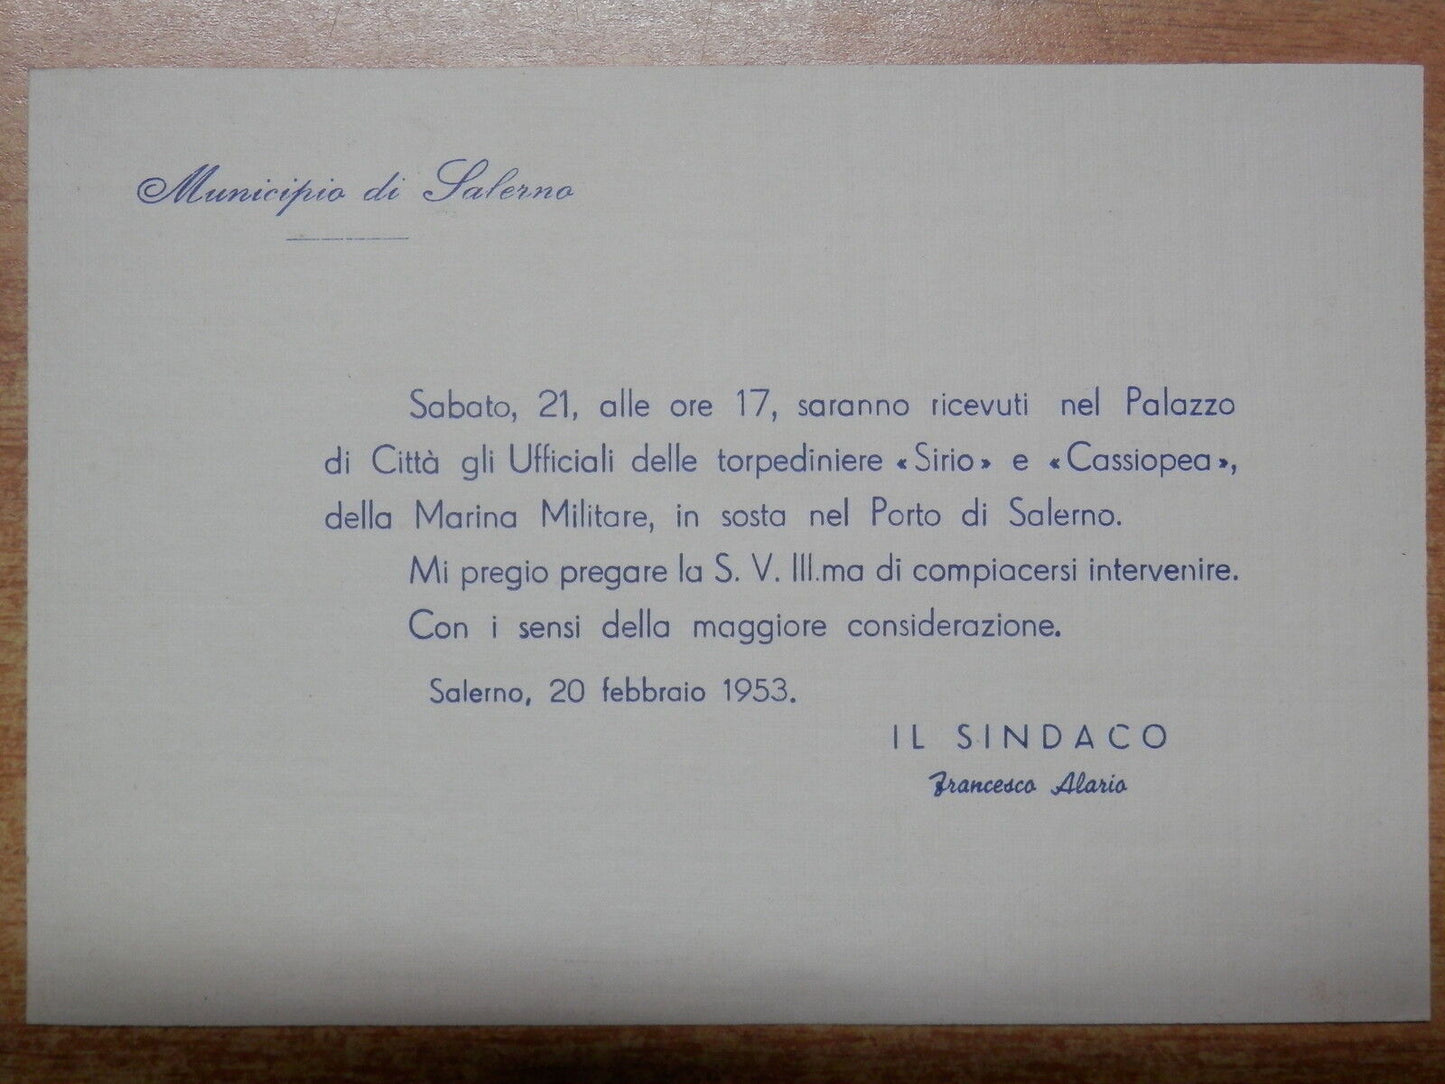 Municipio di Salerno
Sabato, 21, alle ore 17, saranno ricevuti nel Palazzo
di Città gli Ufficiali delle torpediniere «Sirio» e «Cassiopea»,
della Marina Militare, in sosta nel Porto di Salerno.
Mi pregio pregare la S. V. Ill.ma di compiacersi intervenire.
Con i sensi della maggiore considerazione.
Salerno, 20 febbraio 1953.
IL SINDACO
Francesco Alario